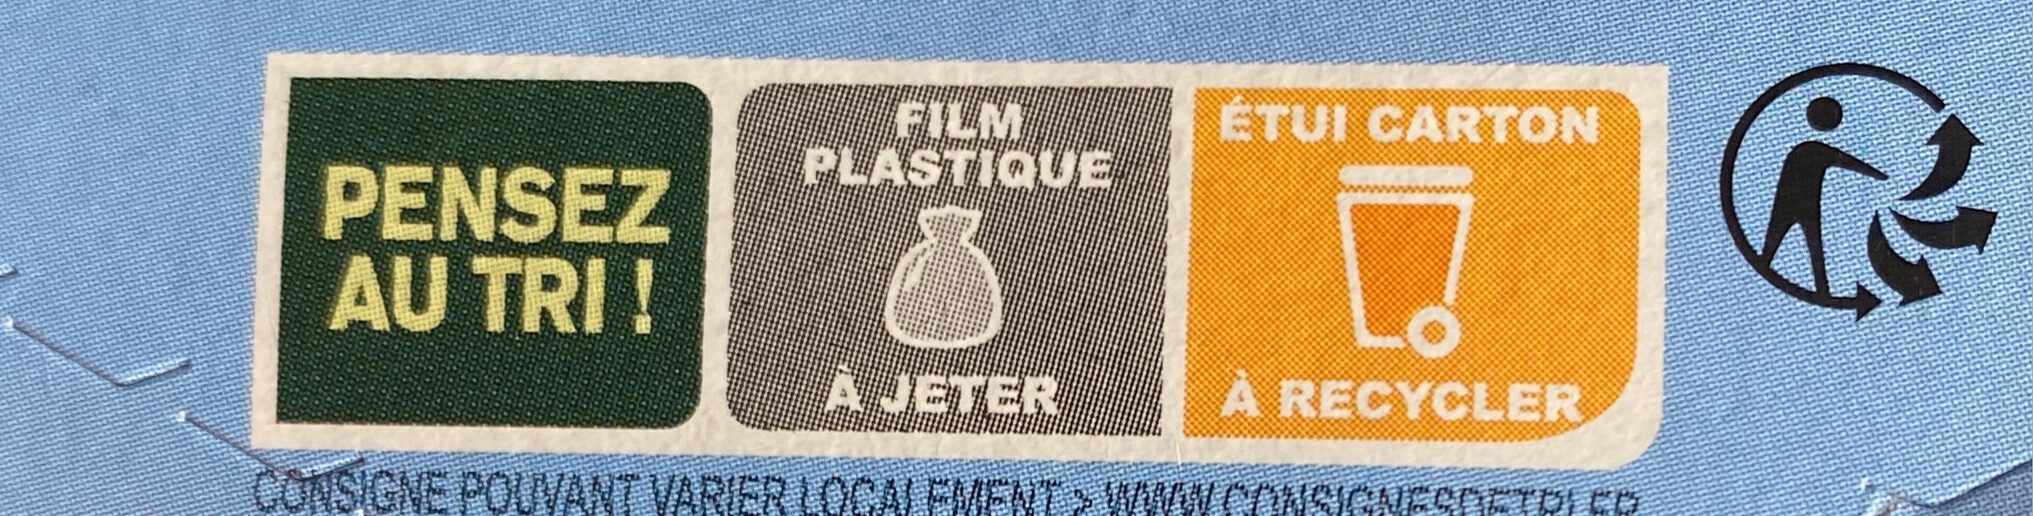 PENSEZ
AU TRI !
FILM
PLASTIQUE
À JETER
ÉTUI CARTON
À RECYCLER
CONSIGNE POUVANT VARIER LOCALEMENT > WWW.CONSIGNESDETRI.FR